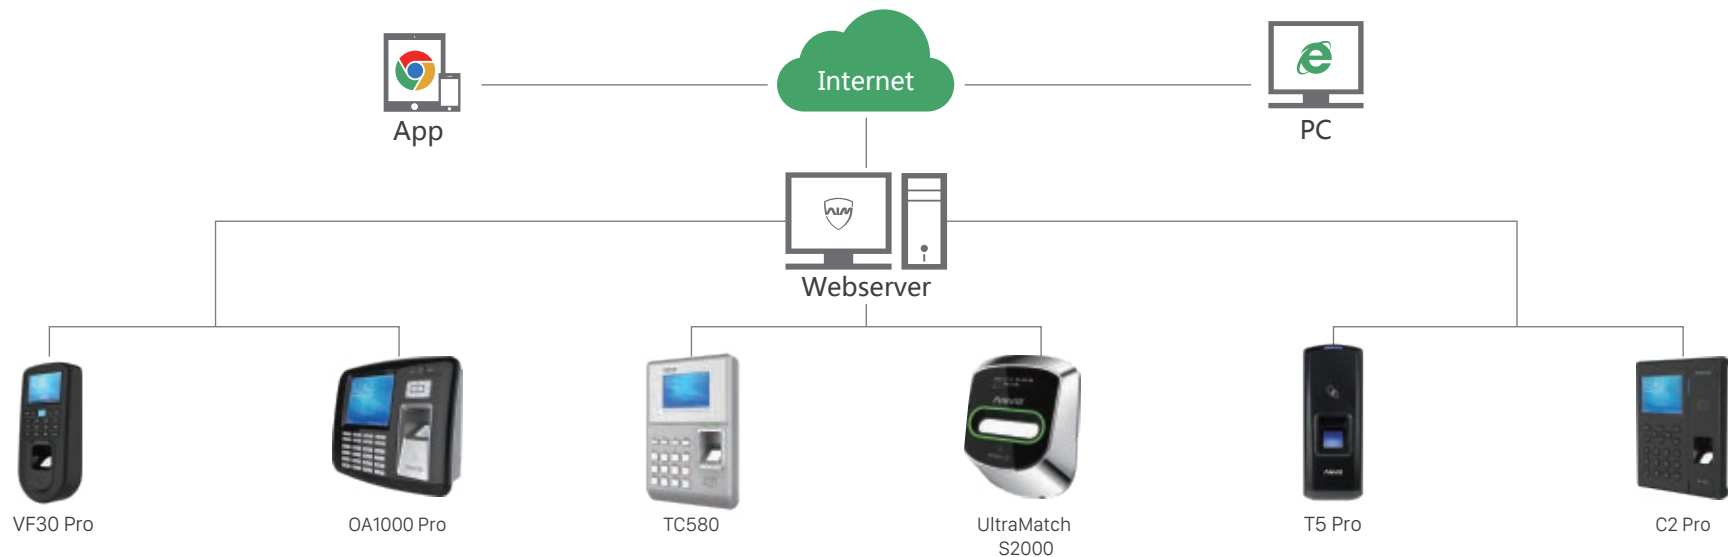 Internet
App
PC
Webserver
VF30 Pro
OA1000 Pro
TC580
UltraMatch
S2000
T5 Pro
C2 Pro